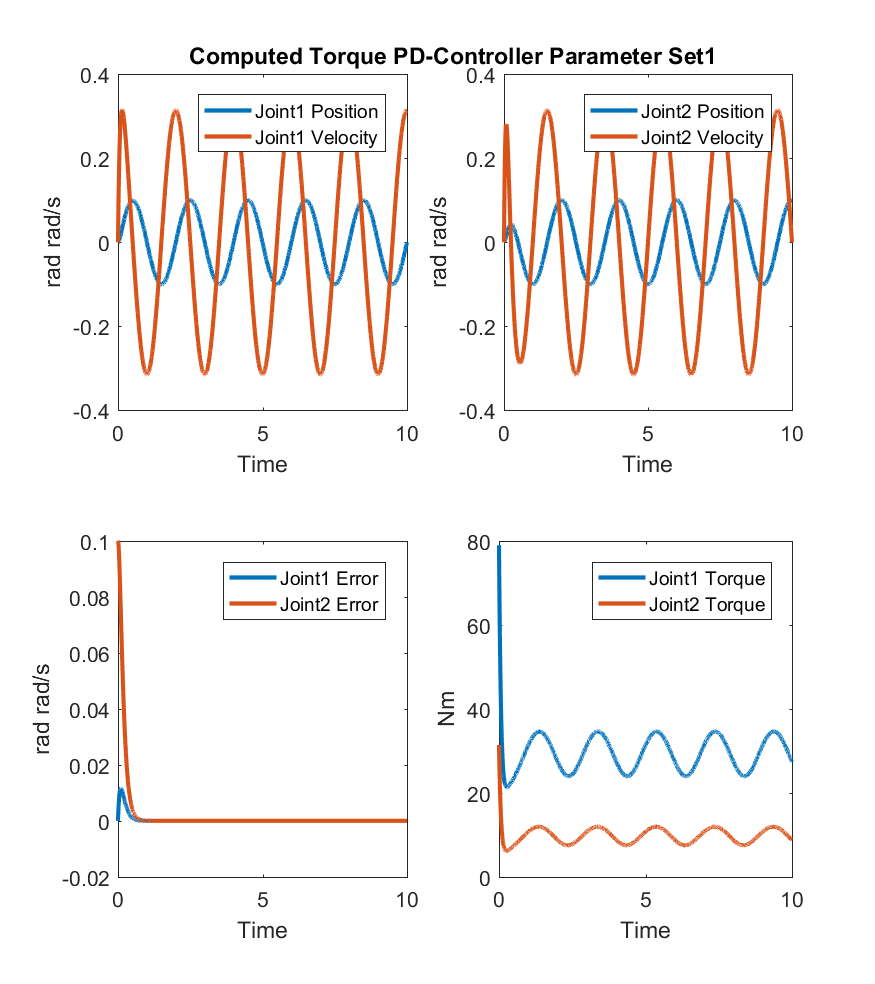 Computed Torque PD-Controller Parameter Set1
0.4
0.2
0
-0.2
-0.4
rad rad/s
Joint1 Position
Joint1 Velocity
0
5
10
Time
0.4
0.2
0
-0.2
-0.4
rad rad/s
Joint2 Position
Joint2 Velocity
0
5
10
Time
0.1
0.08
0.06
0.04
0.02
0
-0.02
rad rad/s
Joint1 Error
Joint2 Error
0
5
10
Time
80
60
40
20
0
Nm
Joint1 Torque
Joint2 Torque
0
5
10
Time